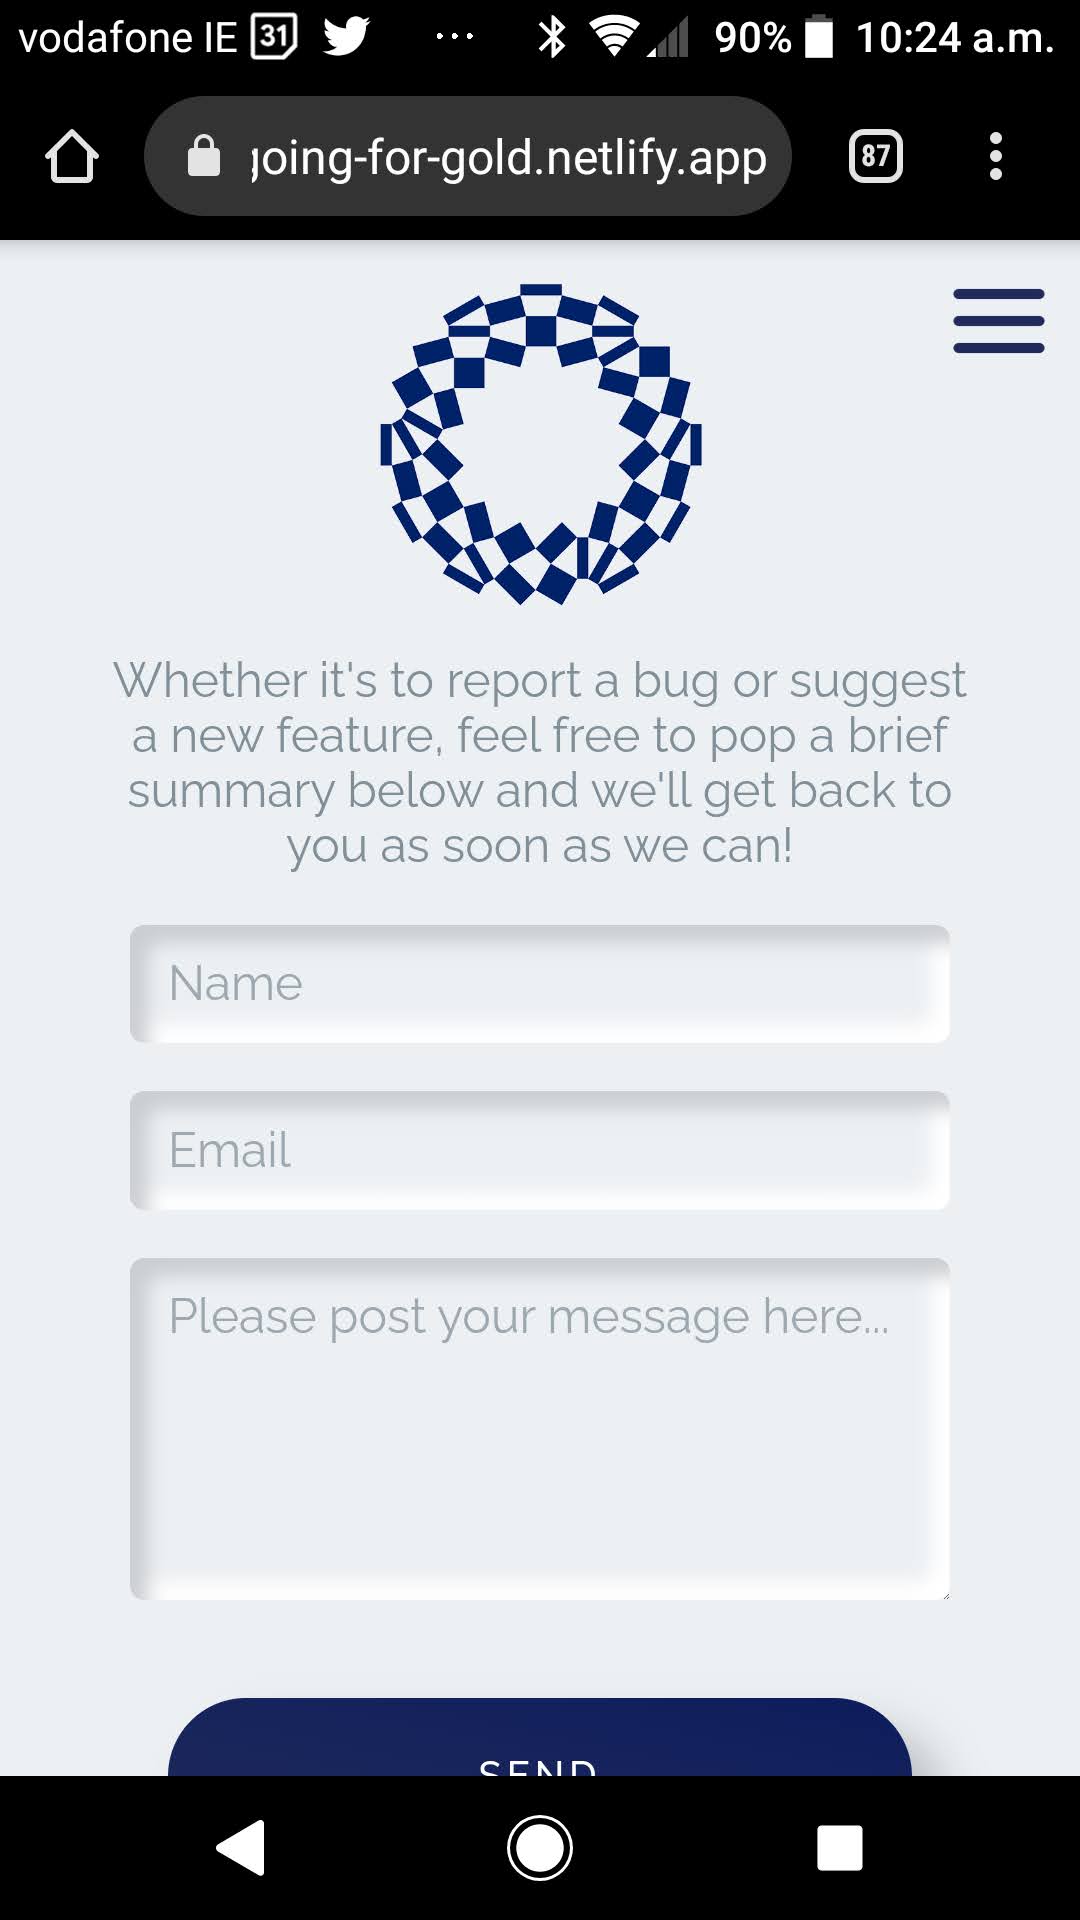 vodafone IE 31 90% 10:24 a.m.
going-for-gold.netlify.app 87
Whether it's to report a bug or suggest
a new feature, feel free to pop a brief
summary below and we'll get back to
you as soon as we can!
Name
Email
Please post your message here...
SEND